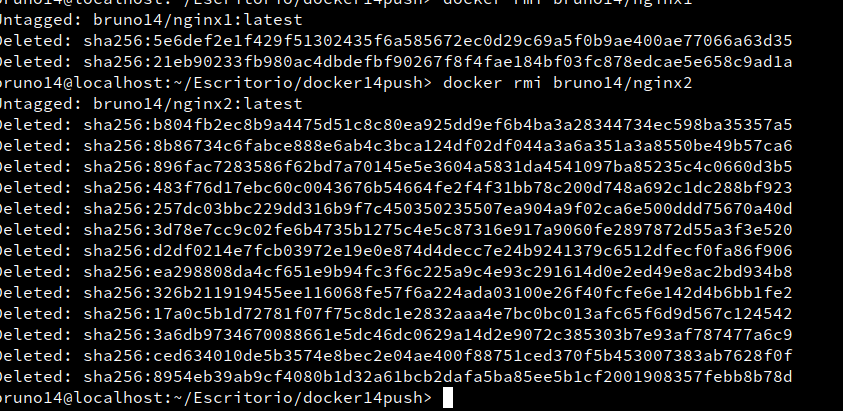 bruno14@localhost:~/Escritorio/docker14push> docker rmi bruno14/nginx1
Untagged: bruno14/nginx1:latest
Deleted: sha256:5e6def2e1f429f51302435f6a585672ec0d29c69a5f0b9ae400ae77066a63d35
Deleted: sha256:21eb90233fb980ac4dbdefbf90267f8f4fae184bf03fc878edcae5e658c9ad1a
bruno14@localhost:~/Escritorio/docker14push> docker rmi bruno14/nginx2
Untagged: bruno14/nginx2:latest
Deleted: sha256:b804fb2ec8b9a4475d51c8c80ea925dd9ef6b4ba3a28344734ec598ba35357a5
Deleted: sha256:8b86734c6fabce888e6ab4c3bca124df02df044a3a6a351a3a8550be49b57ca6
Deleted: sha256:896fac7283586f62bd7a70145e5e3604a5831da4541097ba85235c4c0660d3b5
Deleted: sha256:483f76d17ebc60c0043676b54664fe2f4f31bb78c200d748a692c1dc288bf923
Deleted: sha256:257dc03bbc229dd316b9f7c450350235507ea904a9f02ca6e500ddd75670a40d
Deleted: sha256:3d78e7cc9c02fe6b4735b1275c4e5c87316e917a9060fe2897872d55a3f3e520
Deleted: sha256:d2df0214e7fcb03972e19e0e874d4decc7e24b9241379c6512dfecf0fa86f906
Deleted: sha256:ea298808da4cf651e9b94fc3f6c225a9c4e93c291614d0e2ed49e8ac2bd934b8
Deleted: sha256:326b211919455ee116068fe57f6a224ada03100e26f40fcfe6e142d4b6bb1fe2
Deleted: sha256:17a0c5b1d72781f07f75c8dc1e2832aaa4e7bc0bc013afc65f6d9d567c124542
Deleted: sha256:3a6db9734670088661e5dc46dc0629a14d2e9072c385303b7e93af787477a6c9
Deleted: sha256:ced634010de5b3574e8bec2e04ae400f88751ced370f5b453007383ab7628f0f
Deleted: sha256:8954eb39ab9cf4080b1d32a61bcb2dafa5ba85ee5b1cf2001908357febb8b78d
bruno14@localhost:~/Escritorio/docker14push>